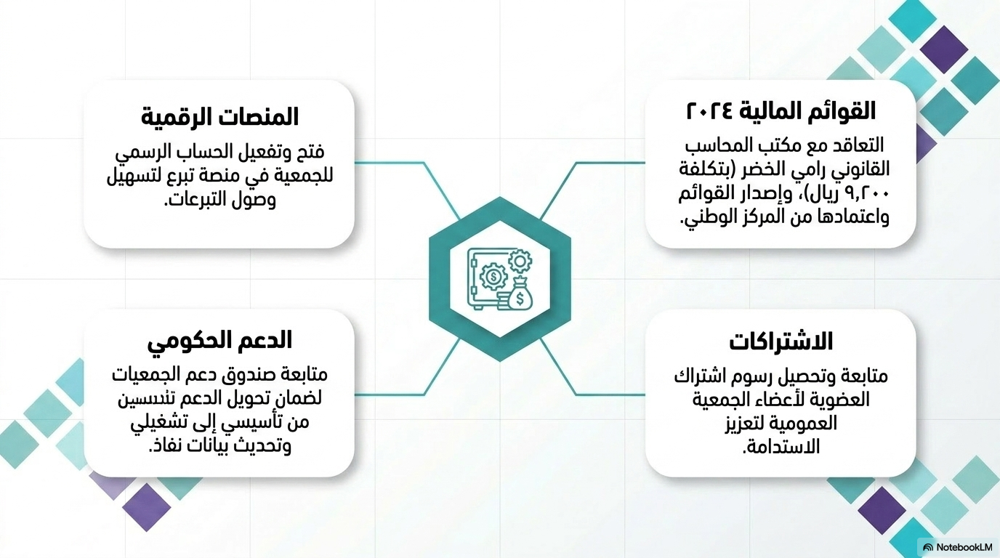 القوائم المالية ٢٠٢٤
التعاقد مع مكتب المحاسب
القانوني رامي الخضر (بتكلفة
٩,٢٠٠ ريال)، وإصدار القوائم
واعتمادها من المركز الوطني.
المنصات الرقمية
فتح وتفعيل الحساب الرسمي
للجمعية في منصة تبرع لتسهيل
وصول التبرعات.
الاشتراكات
متابعة وتحصيل رسوم اشتراك
العضوية لأعضاء الجمعية
العمومية لتعزيز
الاستدامة.
الدعم الحكومي
متابعة صندوق دعم الجمعيات
لضمان تحويل الدعم
من تأسيسي إلى تشغيلي
وتحديث بيانات نفاذ.
NotebookLM